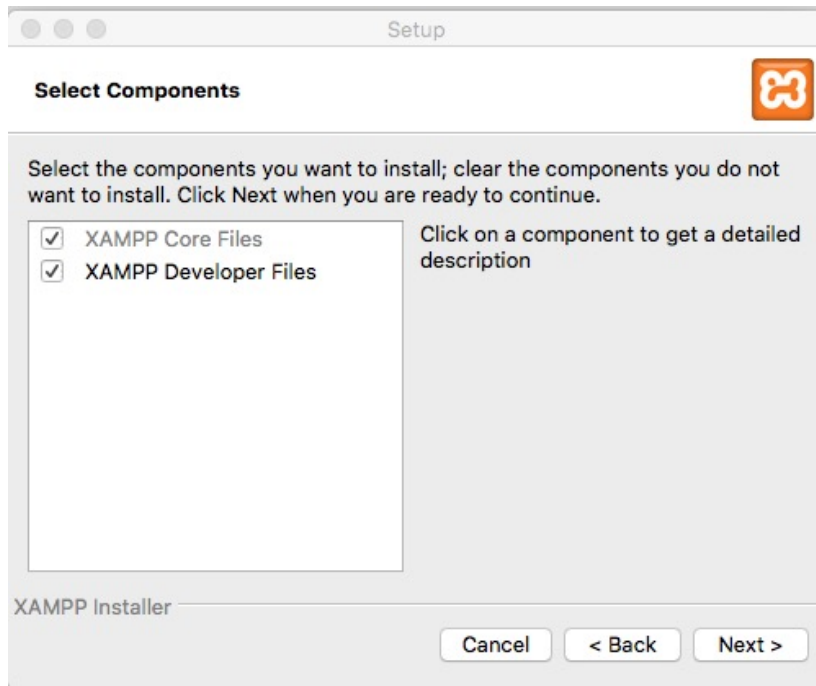 Setup
Select Components
Select the components you want to install; clear the components you do not
want to install. Click Next when you are ready to continue.
XAMPP Core Files
XAMPP Developer Files
Click on a component to get a detailed
description
XAMPP Installer
Cancel
< Back
Next >